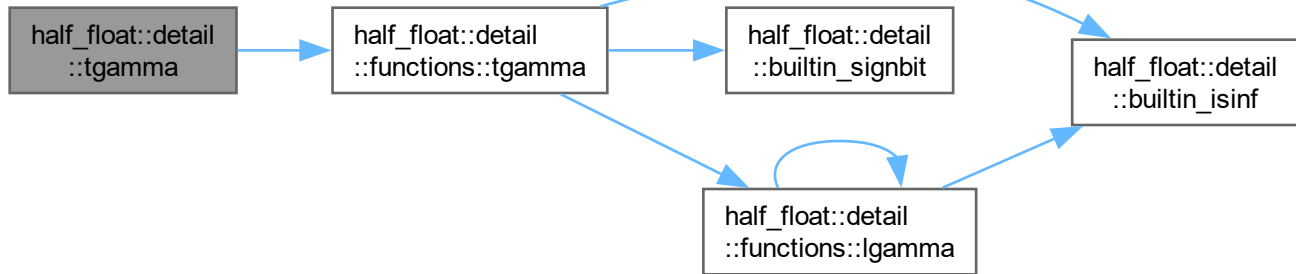 half_float::detail
::tgamma
half_float::detail
::functions::tgamma
half_float::detail
::builtin_signbit
half_float::detail
::builtin_isinf
half_float::detail
::functions::lgamma